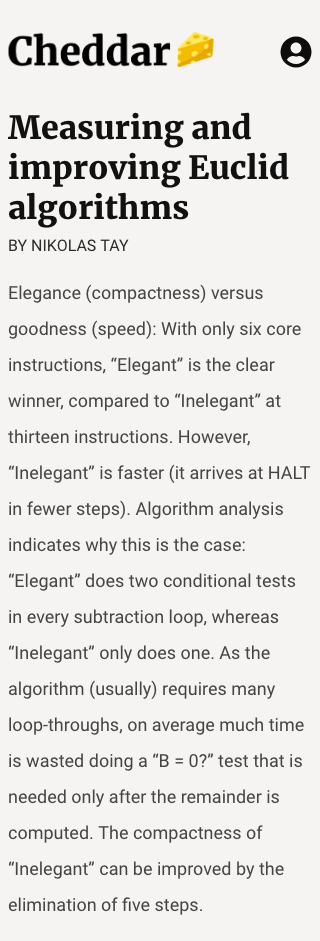 Cheddar
Measuring and
improving Euclid
algorithms
BY NIKOLAS TAY
Elegance (compactness) versus
goodness (speed): With only six core
instructions, “Elegant” is the clear
winner, compared to “Inelegant” at
thirteen instructions. However,
“Inelegant” is faster (it arrives at HALT
in fewer steps). Algorithm analysis
indicates why this is the case:
“Elegant” does two conditional tests
in every subtraction loop, whereas
“Inelegant” only does one. As the
algorithm (usually) requires many
loop-throughs, on average much time
is wasted doing a “B = 0?” test that is
needed only after the remainder is
computed. The compactness of
“Inelegant” can be improved by the
elimination of five steps.